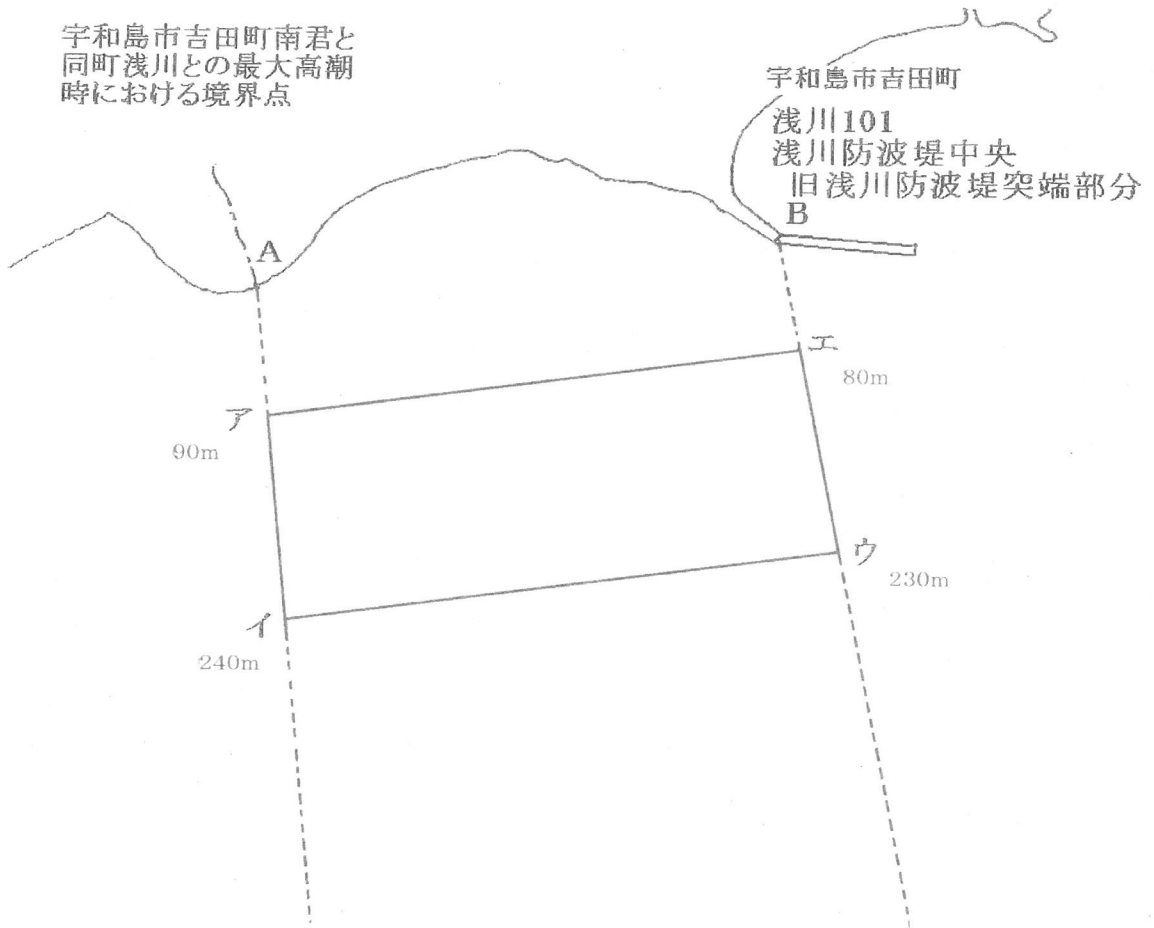 宇和島市吉田町南君と
同町浅川との最大高潮
時における境界点
宇和島市吉田町
浅川101
浅川防波堤中央
旧浅川防波堤突端部分
A
B
エ
80m
ア
90m
ウ
230m
イ
240m